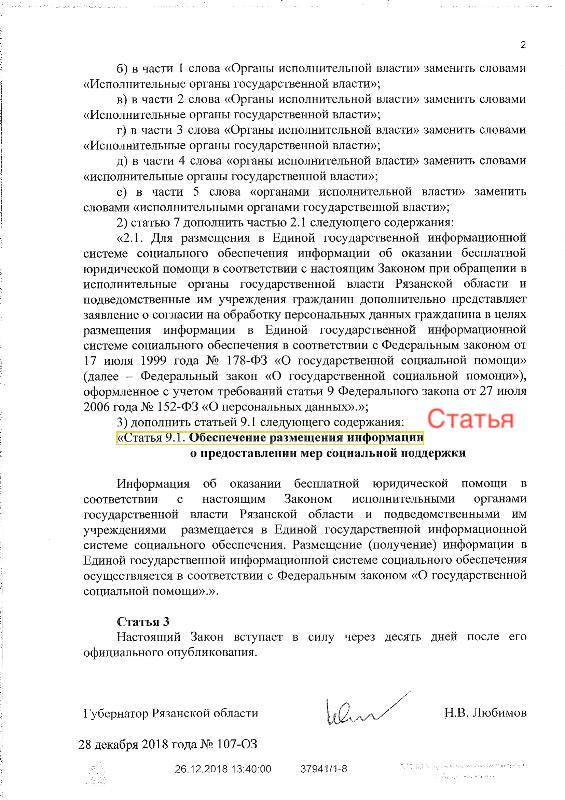 2
б) в части 1 слова «Органы исполнительной власти» заменить словами
«Исполнительные органы государственной власти»;
в) в части 2 слова «Органы исполнительной власти» заменить словами
«Исполнительные органы государственной власти»;
г) в части 3 слова «Органы исполнительной власти» заменить словами
«Исполнительные органы государственной власти»;
д) в части 4 слова «органы исполнительной власти» заменить словами
«исполнительные органы государственной власти»;
е) в части 5 слова «органами исполнительной власти» заменить
словами «исполнительными органами государственной власти»;
2) статью 7 дополнить частью 2.1 следующего содержания:
«2.1. Для размещения в Единой государственной информационной
системе социального обеспечения информации об оказании бесплатной
юридической помощи в соответствии с настоящим Законом при обращении в
исполнительные органы государственной власти Рязанской области и
подведомственные им учреждения гражданин дополнительно представляет
заявление о согласии на обработку персональных данных гражданина в целях
размещения информации в Единой государственной информационной
системе социального обеспечения в соответствии с Федеральным законом от
17 июля 1999 года № 178-ФЗ «О государственной социальной помощи»
(далее – Федеральный закон «О государственной социальной помощи»),
оформленное с учетом требований статьи 9 Федерального закона от 27 июля
2006 года № 152-ФЗ «О персональных данных».»;
3) дополнить статьей 9.1 следующего содержания:
Статья
«Статья 9.1. Обеспечение размещения информации
о предоставлении мер социальной поддержки
Информация об оказании бесплатной юридической помощи в
соответствии с настоящим Законом исполнительными органами
государственной власти Рязанской области и подведомственными им
учреждениями размещается в Единой государственной информационной
системе социального обеспечения. Размещение (получение) информации в
Единой государственной информационной системе социального обеспечения
осуществляется в соответствии с Федеральным законом «О государственной
социальной помощи».».
Статья 3
Настоящий Закон вступает в силу через десять дней после его
официального опубликования.
Губернатор Рязанской области
Н.В. Любимов
28 декабря 2018 года № 107-ОЗ
26.12.2018 13:40:00 37941/1-8